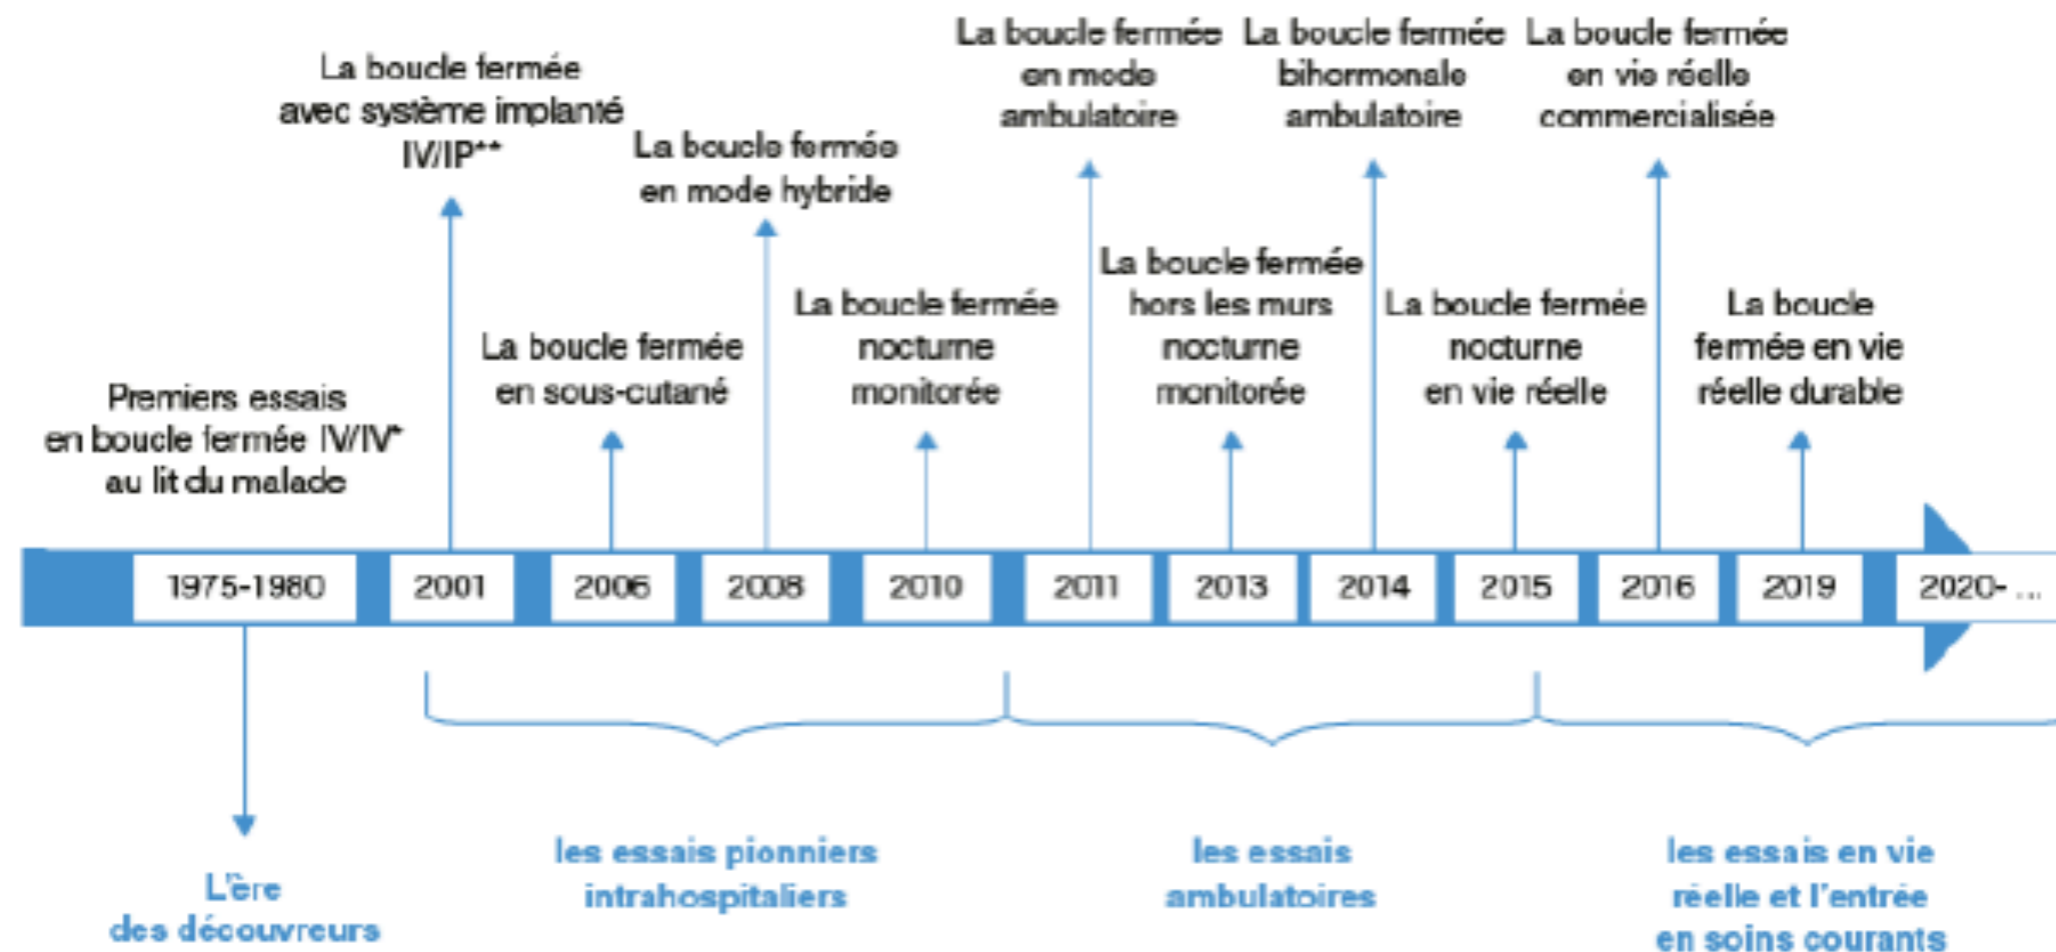 La boucle fermée
avec système implanté
IV/IP**
La boucle fermée
en mode hybride
La boucle fermée
en mode
ambulatoire
La boucle fermée
bihormonale
ambulatoire
La boucle fermée
en vie réelle
commercialisée
Premiers essais
en boucle fermée IV/IV*
au lit du malade
La boucle fermée
en sous-cutané
La boucle fermée
nocturne
monitorée
La boucle fermée
hors les murs
nocturne
monitorée
La boucle fermée
nocturne
en vie réelle
La boucle
fermée en vie
réelle durable
1975-1980
2001
2006
2008
2010
2011
2013
2014
2015
2016
2019
2020- ...
L'ère
des découvreurs
les essais pionniers
intrahospitaliers
les essais
ambulatoires
les essais en vie
réelle et l'entrée
en soins courants